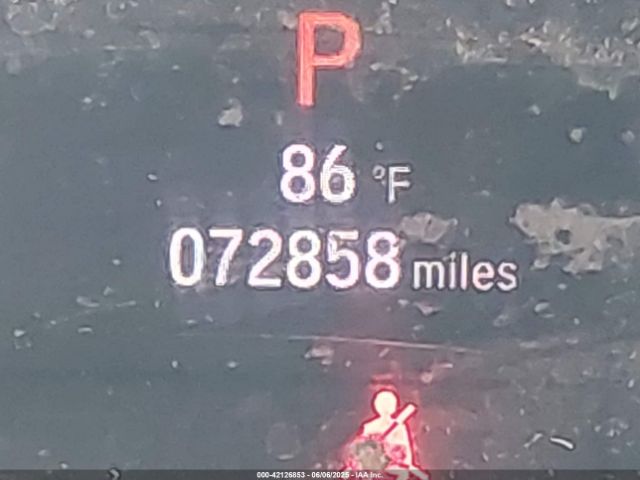 P
86 °F
072858 miles
000-42126853 - 06/06/2025 - IAA Inc.